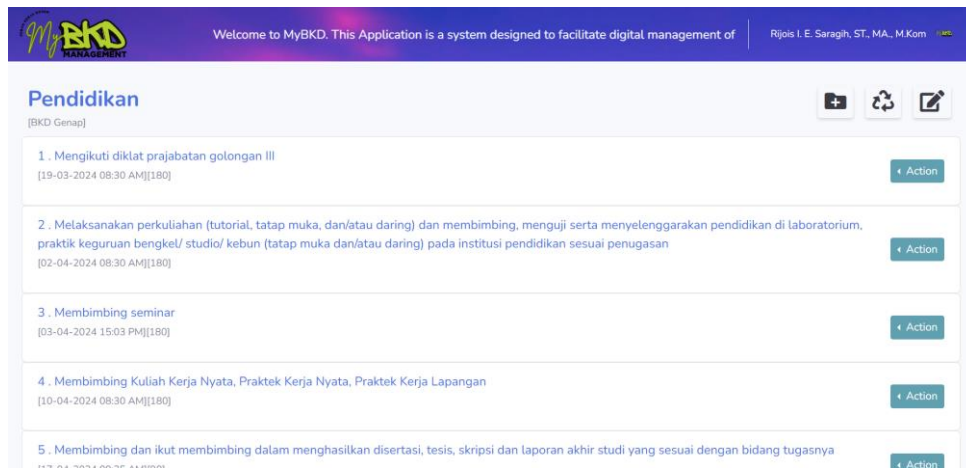 My BKD
MANAGEMENT
Welcome to MyBKD. This Application is a system designed to facilitate digital management of
Rijois I. E. Saragih, ST., MA., M.Kom
Pendidikan
[BKD Genap]
1 . Mengikuti diklat prajabatan golongan III
[19-03-2024 08:30 AM][180]
Action
2 . Melaksanakan perkuliahan (tutorial, tatap muka, dan/atau daring) dan membimbing, menguji serta menyelenggarakan pendidikan di laboratorium,
praktik keguruan bengkel/ studio/ kebun (tatap muka dan/atau daring) pada institusi pendidikan sesuai penugasan
[02-04-2024 08:30 AM][180]
Action
3 . Membimbing seminar
[03-04-2024 15:03 PM][180]
Action
4 . Membimbing Kuliah Kerja Nyata, Praktek Kerja Nyata, Praktek Kerja Lapangan
[10-04-2024 08:30 AM][180]
Action
5 . Membimbing dan ikut membimbing dalam menghasilkan disertasi, tesis, skripsi dan laporan akhir studi yang sesuai dengan bidang tugasnya
Action